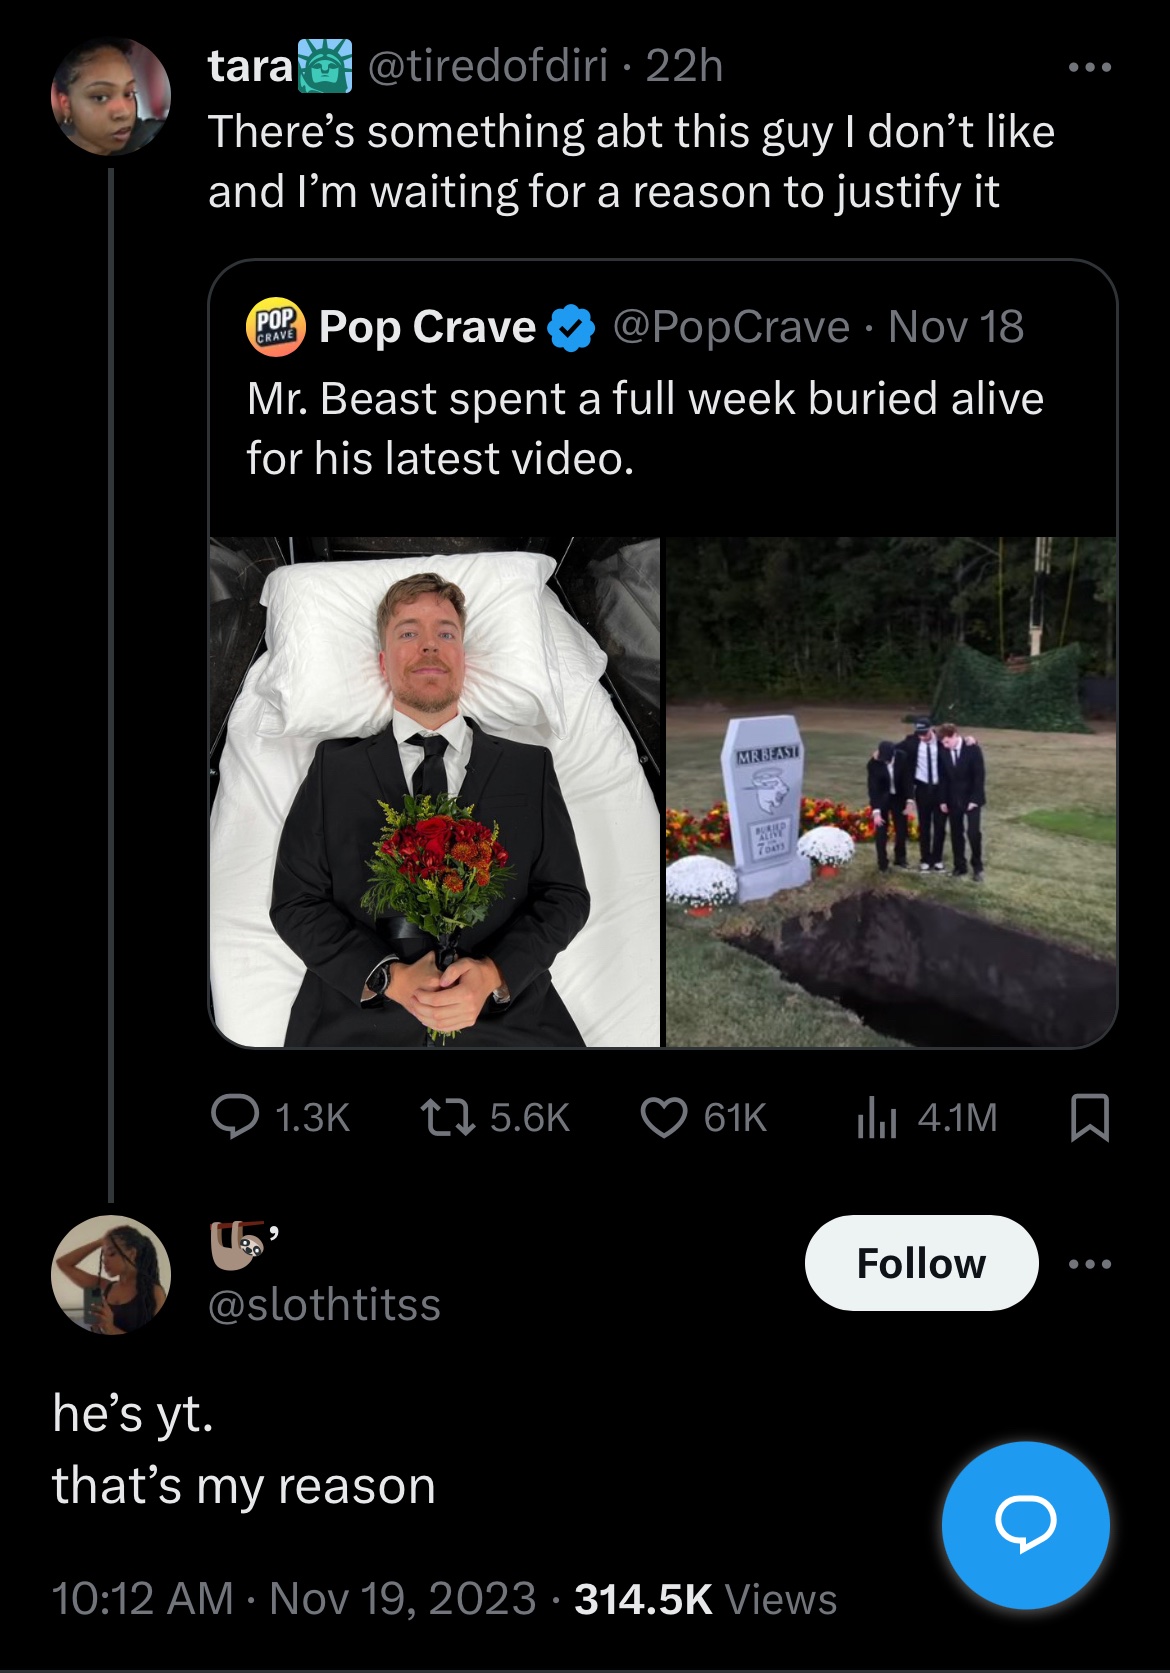 tara🗽 @tiredofdiri · 22h
There’s something abt this guy I don’t like
and I’m waiting for a reason to justify it
POP
CRAVE
Pop Crave @PopCrave · Nov 18
Mr. Beast spent a full week buried alive
for his latest video.
MRBEAST
BURIED
ALIVE
7 DAYS
1.3K 5.6K 61K 4.1M
🦥’
@slothtitss
Follow
he’s yt.
that’s my reason
10:12 AM · Nov 19, 2023 · 314.5K Views